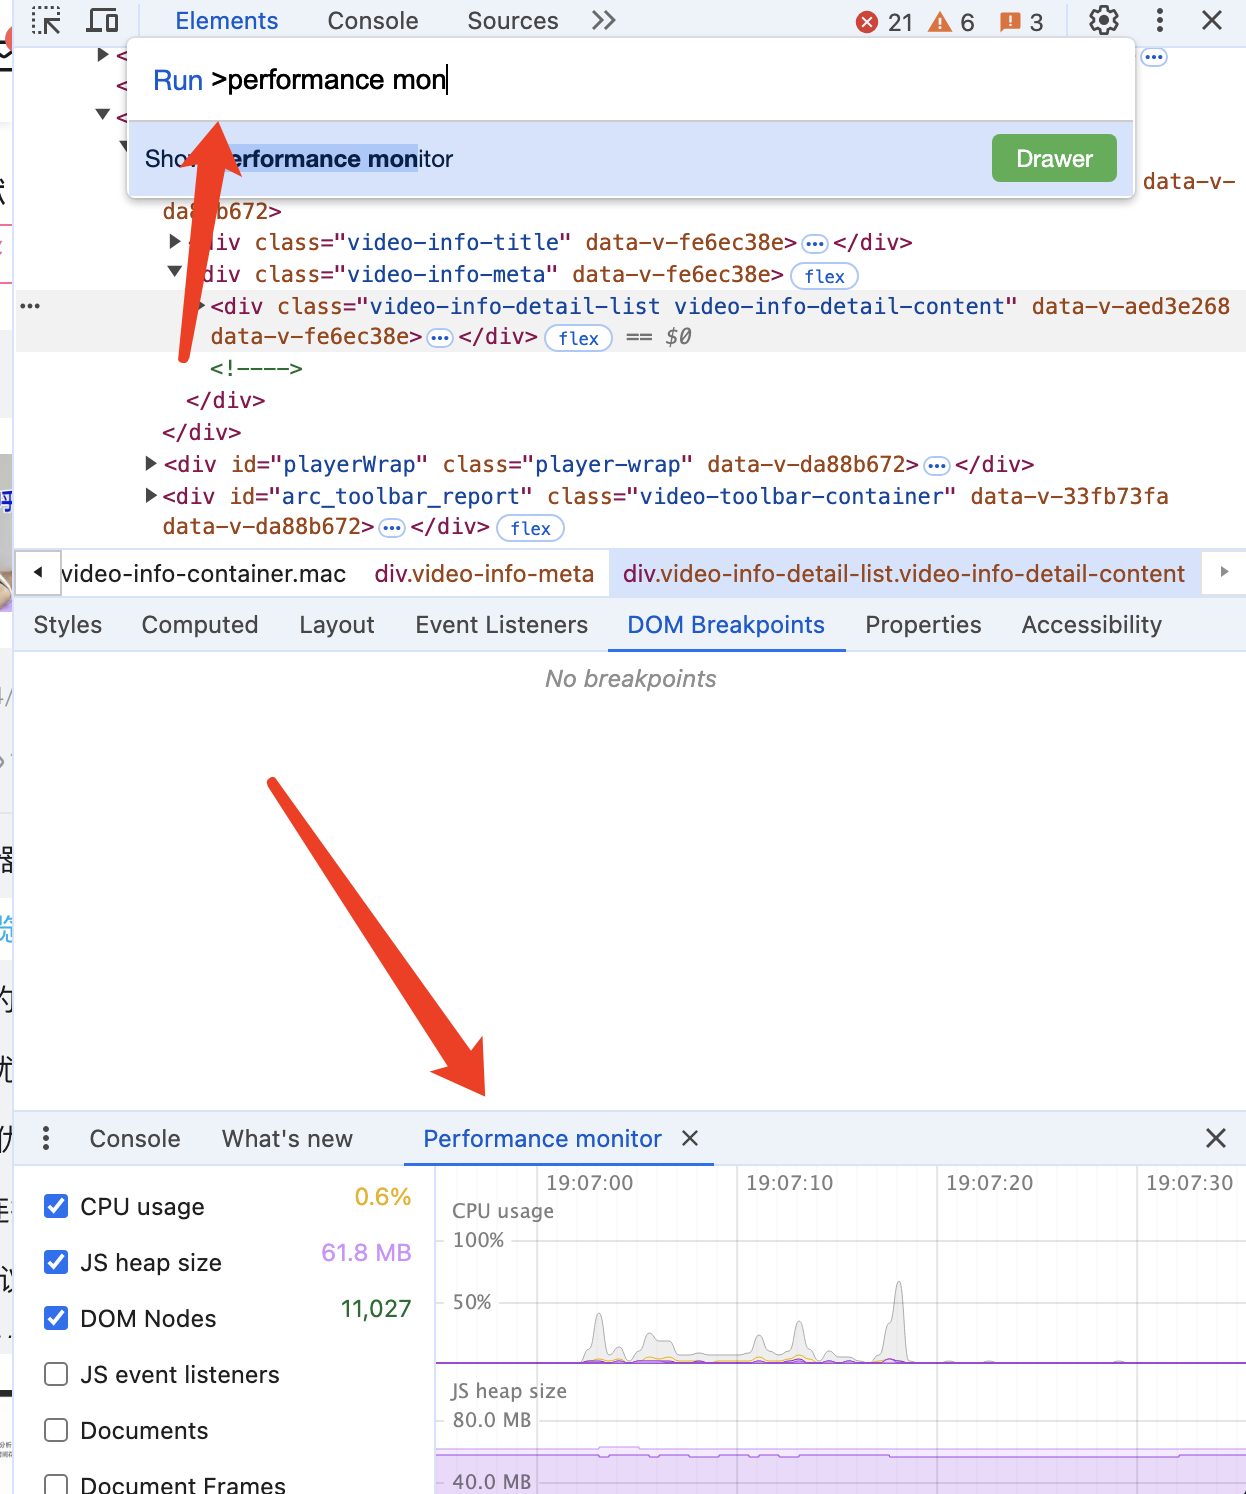 Elements Console Sources 21 6 3
Run >performance mon
Show performance monitor Drawer
data-v-
da88b672>
div class="video-info-title" data-v-fe6ec38e> </div>
div class="video-info-meta" data-v-fe6ec38e> flex
<div class="video-info-detail-list video-info-detail-content" data-v-aed3e268
data-v-fe6ec38e> </div> flex == $0
<!---->
</div>
</div>
<div id="playerWrap" class="player-wrap" data-v-da88b672> </div>
<div id="arc_toolbar_report" class="video-toolbar-container" data-v-33fb73fa
data-v-da88b672> </div> flex
video-info-container.mac div.video-info-meta div.video-info-detail-list.video-info-detail-content
Styles Computed Layout Event Listeners DOM Breakpoints Properties Accessibility
No breakpoints
Console What's new Performance monitor
CPU usage 0.6%
JS heap size 61.8 MB
DOM Nodes 11,027
JS event listeners
Documents
Document Frames
19:07:00 19:07:10 19:07:20 19:07:30
CPU usage
100%
50%
JS heap size
80.0 MB
40.0 MB